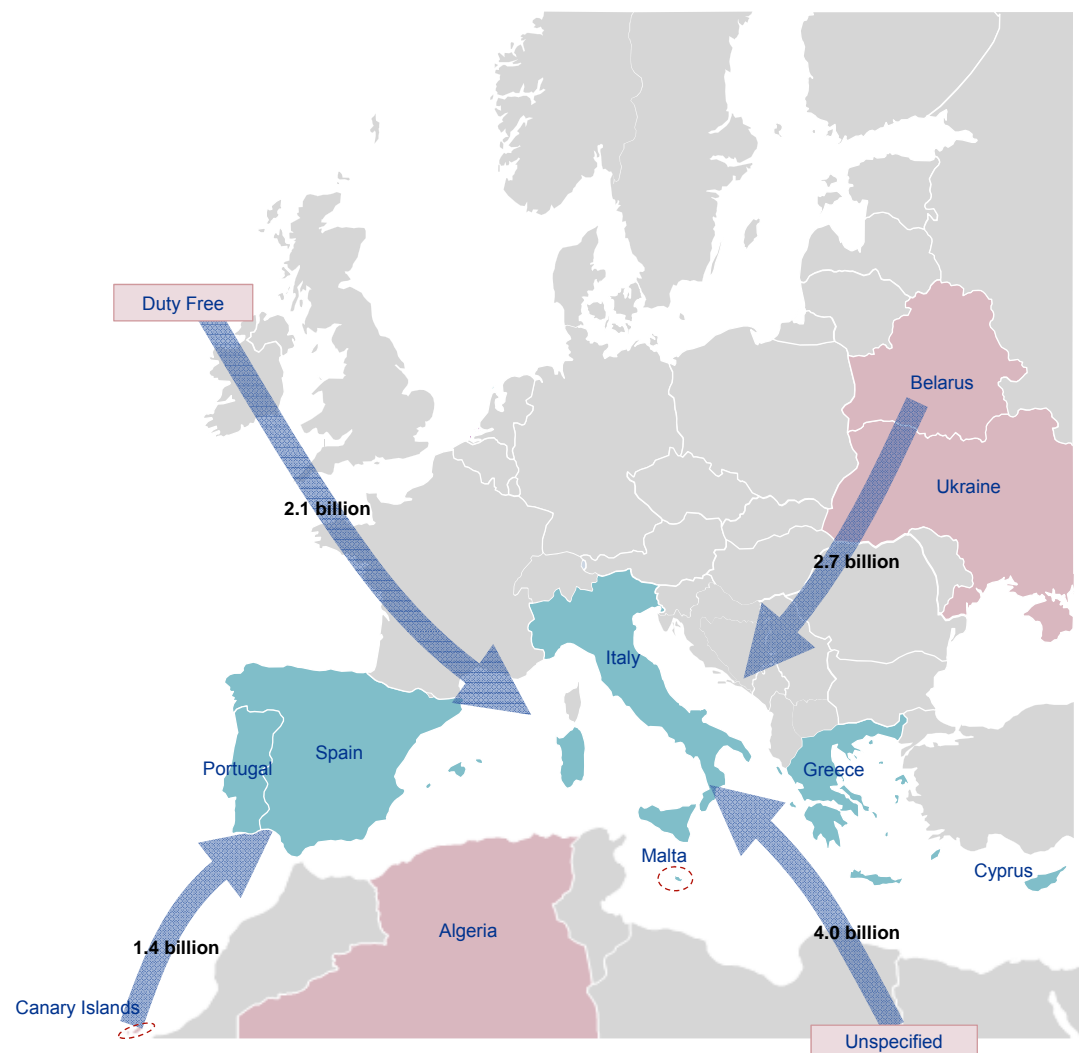 Duty Free
Belarus
Ukraine
2.1 billion
2.7 billion
Italy
Spain
Portugal
Greece
Malta
Cyprus
Algeria
4.0 billion
1.4 billion
Canary Islands
Unspecified